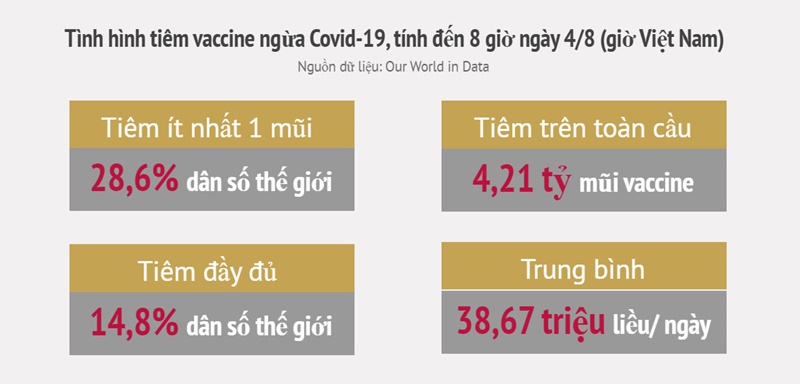 Tình hình tiêm vaccine ngừa Covid-19, tính đến 8 giờ ngày 4/8 (giờ Việt Nam)
Nguồn dữ liệu: Our World in Data
Tiêm ít nhất 1 mũi
28,6% dân số thế giới
Tiêm trên toàn cầu
4,21 tỷ mũi vaccine
Tiêm đầy đủ
14,8% dân số thế giới
Trung bình
38,67 triệu liều/ ngày